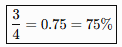 3/4 = 0.75 = 75%